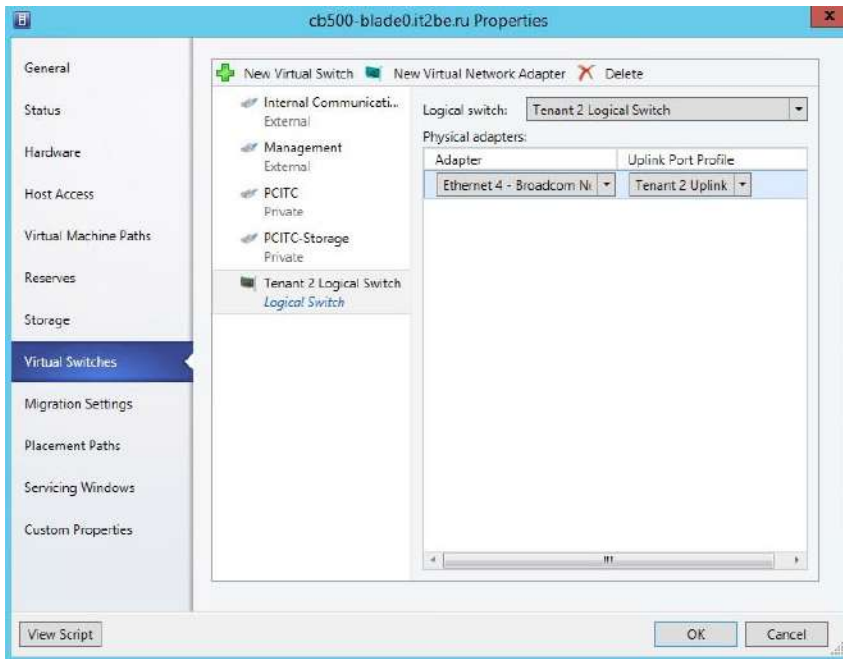 cb500-blade0.it2be.ru Properties
x
General
Status
Hardware
Host Access
Virtual Machine Paths
Reserves
Storage
Virtual Switches
Migration Settings
Placement Paths
Servicing Windows
Custom Properties
New Virtual Switch New Virtual Network Adapter Delete
Internal Communicati...
External
Management
External
PCITC
Private
PCITC-Storage
Private
Tenant 2 Logical Switch
Logical Switch
Logical switch: Tenant 2 Logical Switch
Physical adapters:
Adapter Uplink Port Profile
Ethernet 4 - Broadcom Ne Tenant 2 Uplink
View Script OK Cancel